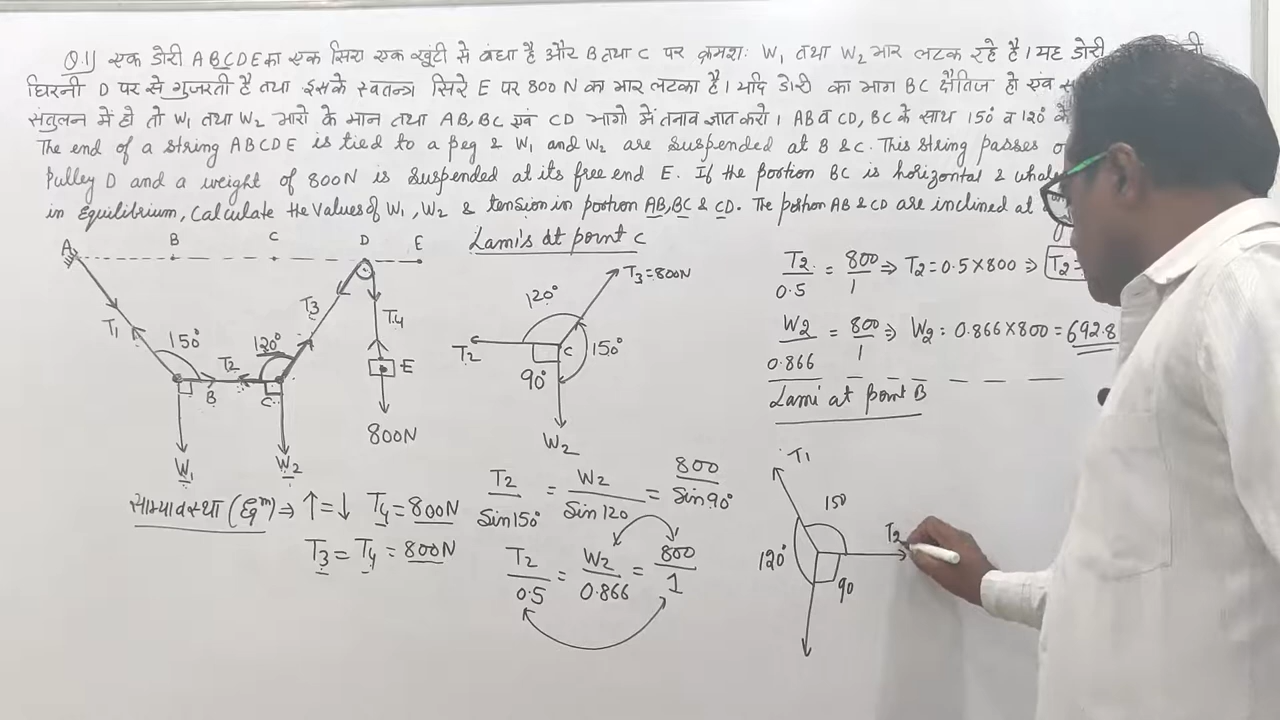 Q.1) एक डोरी ABCDE का एक सिरा एक खूंटी से बंधा है और B तथा C पर क्रमशः W₁ तथा W₂ भार लटक रहे है। यह डोरी
घिरनी D पर से गुजरती है तथा इसके स्वतन्त्र सिरे E पर 800 N का भार लटका है। यदि डोरी का भाग BC क्षैतिज हो एवं
संतुलन में हो तो W₁ तथा W₂ भारो के मान तथा AB, BC एवं CD भागो में तनाव ज्ञात करो। AB व CD, BC के साथ 150° व 120°
The end of a string ABCDE is tied to a peg & W₁ and W₂ are suspended at B & C. This string passes
Pulley D and a weight of 800N is suspended at its free end E. If the portion BC is horizontal &
in Equilibrium, Calculate the values of W₁, W₂ & tension in portion AB, BC & CD. The portion AB & CD are inclined at
A B C D E
T₁ 150° T₂ 120° T₃ T₄ E
B C
800N
W₁ W₂
साम्यावस्था (Eqᵐ) ⇒ ↑ = ↓ T₄ = 800N
T₃ = T₄ = 800N
Lami's at point C
T₃ = 800N
120°
T₂ C 150°
90°
W₂
T₂/Sin150° = W₂/Sin120 = 800/Sin90°
T₂/0.5 = W₂/0.866 = 800/1
T₂/0.5 = 800/1 ⇒ T₂ = 0.5×800 ⇒ T₂ =
W₂/0.866 = 800/1 ⇒ W₂ = 0.866×800 = 692.8
Lami at point B
T₁
150
T₂
120°
90